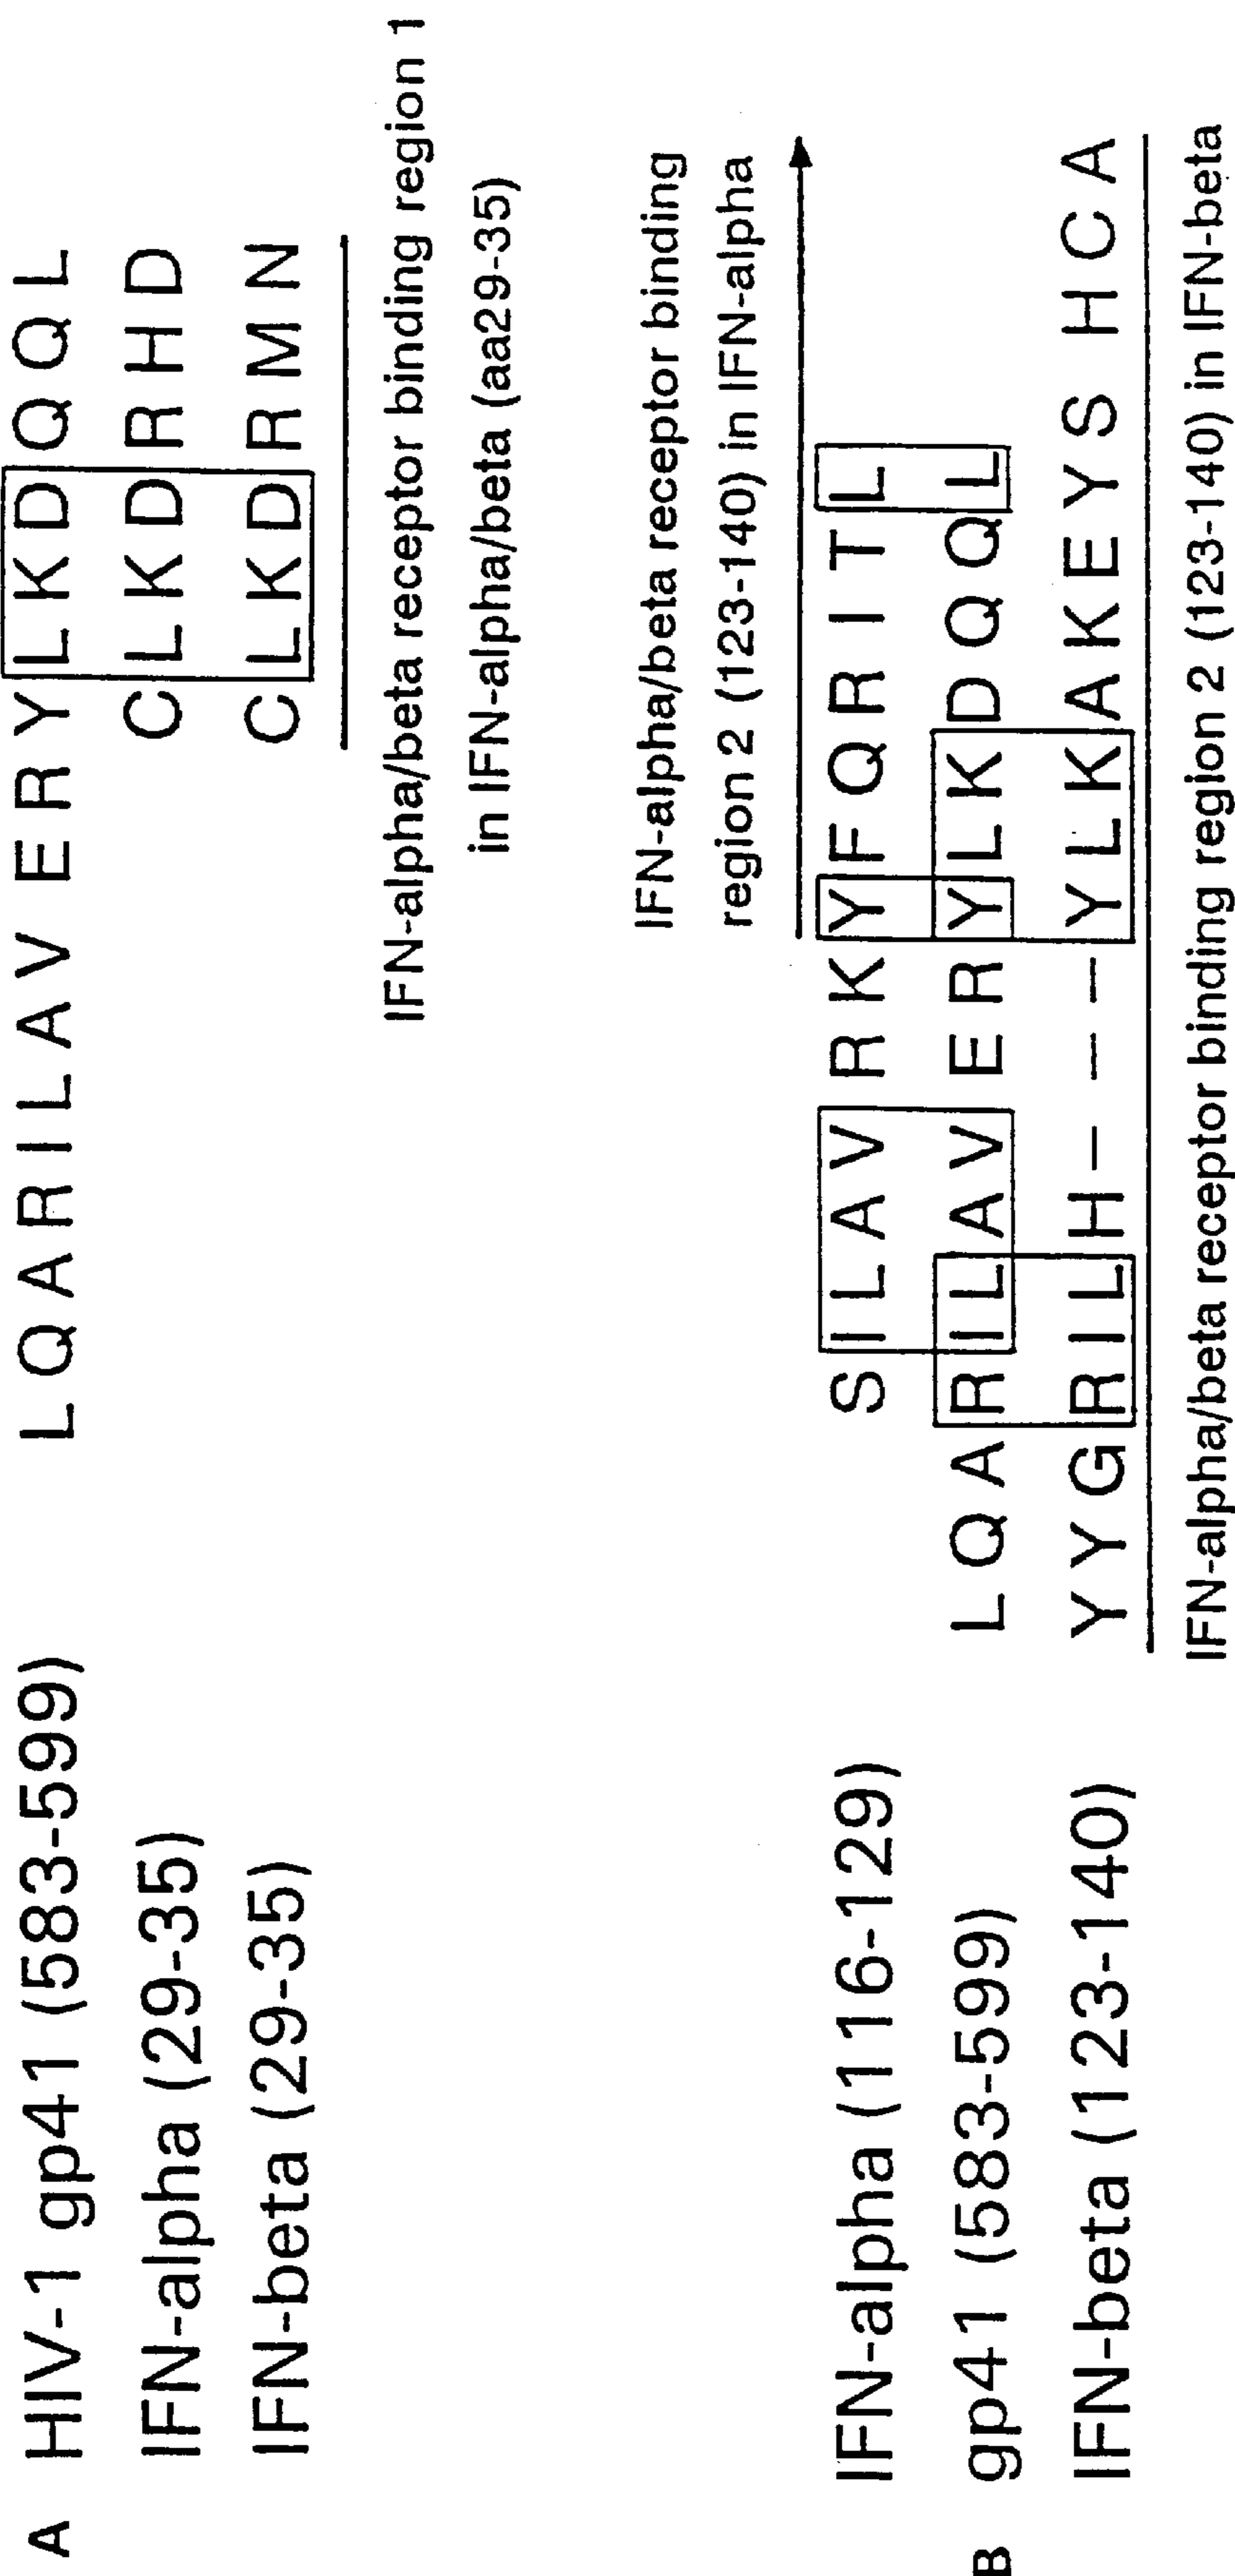 A HIV-1 gp41 (583-599) L Q A R I L A V E R Y L K D Q Q L
IFN-alpha (29-35) C L K D R H D
IFN-beta (29-35) C L K D R M N
IFN-alpha/beta receptor binding region 1
in IFN-alpha/beta (aa29-35)
IFN-alpha/beta receptor binding
region 2 (123-140) in IFN-alpha
IFN-alpha (116-129) S I L A V R K Y F Q R I T L
B gp41 (583-599) L Q A R I L A V E R Y L K D Q Q L
IFN-beta (123-140) Y Y G R I L H - - - Y L K A K E Y S H C A
IFN-alpha/beta receptor binding region 2 (123-140) in IFN-beta